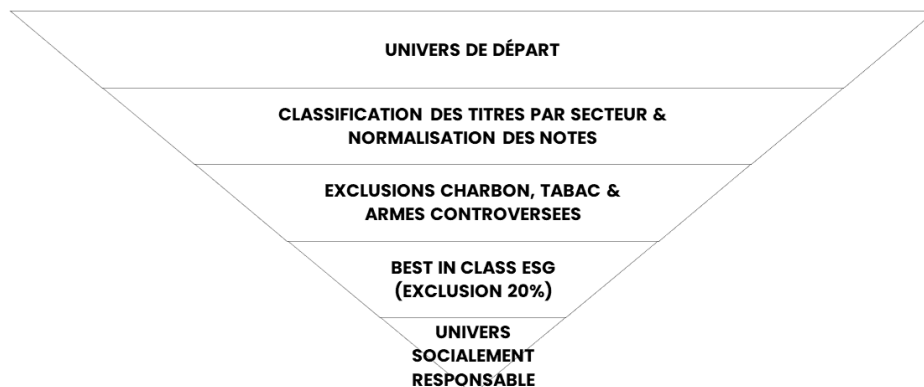 UNIVERS DE DÉPART
CLASSIFICATION DES TITRES PAR SECTEUR &
NORMALISATION DES NOTES
EXCLUSIONS CHARBON, TABAC &
ARMES CONTROVERSEES
BEST IN CLASS ESG
(EXCLUSION 20%)
UNIVERS
SOCIALEMENT
RESPONSABLE